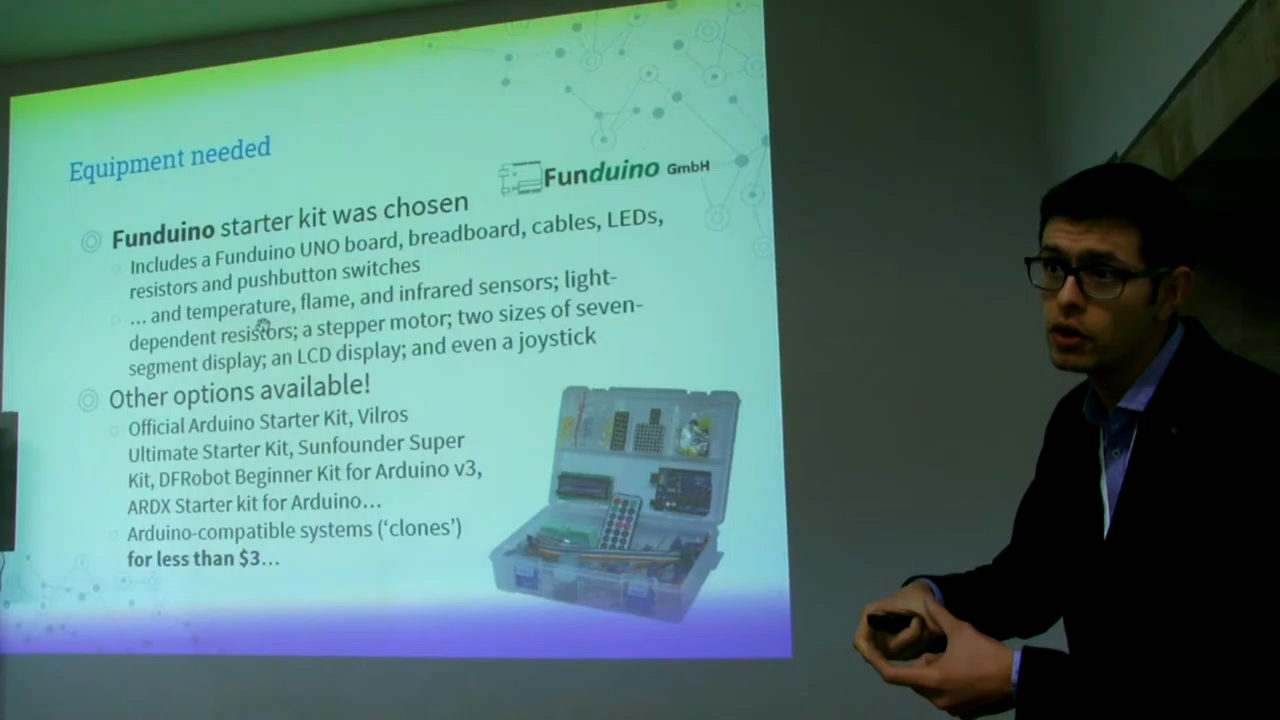 Equipment needed
Funduino GmbH
Funduino starter kit was chosen
Includes a Funduino UNO board, breadboard, cables, LEDs,
resistors and pushbutton switches
... and temperature, flame, and infrared sensors; light-
dependent resistors; a stepper motor; two sizes of seven-
segment display; an LCD display; and even a joystick
Other options available!
Official Arduino Starter Kit, Vilros
Ultimate Starter Kit, Sunfounder Super
Kit, DFRobot Beginner Kit for Arduino v3,
ARDX Starter kit for Arduino…
Arduino-compatible systems (‘clones’)
for less than $3…